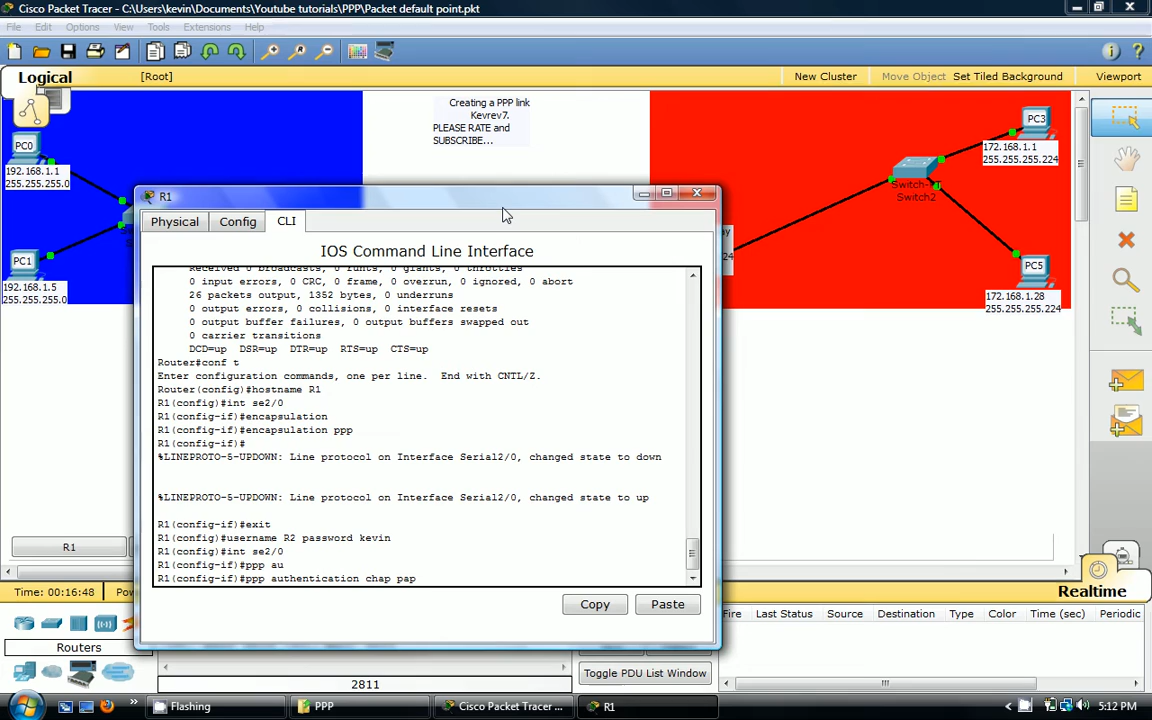 Cisco Packet Tracer - C:\Users\kevin\Documents\Youtube tutorials\PPP\Packet default point.pkt
File Edit Options View Tools Extensions Help
Logical
[Root]
New Cluster
Move Object
Set Tiled Background
Viewport
Creating a PPP link
Kevrev7.
PLEASE RATE and
SUBSCRIBE...
PC0
192.168.1.1
255.255.255.0
PC1
192.168.1.5
255.255.255.0
PC3
172.168.1.1
255.255.255.224
Switch2
PC5
172.168.1.28
255.255.255.224
R1
Physical
Config
CLI
IOS Command Line Interface
Received 0 broadcasts, 0 runts, 0 giants, 0 throttles
0 input errors, 0 CRC, 0 frame, 0 overrun, 0 ignored, 0 abort
26 packets output, 1352 bytes, 0 underruns
0 output errors, 0 collisions, 0 interface resets
0 output buffer failures, 0 output buffers swapped out
0 carrier transitions
DCD=up DSR=up DTR=up RTS=up CTS=up
Router#conf t
Enter configuration commands, one per line. End with CNTL/Z.
Router(config)#hostname R1
R1(config)#int se2/0
R1(config-if)#encapsulation
R1(config-if)#encapsulation ppp
R1(config-if)#
%LINEPROTO-5-UPDOWN: Line protocol on Interface Serial2/0, changed state to down
%LINEPROTO-5-UPDOWN: Line protocol on Interface Serial2/0, changed state to up
R1(config-if)#exit
R1(config)#username R2 password kevin
R1(config)#int se2/0
R1(config-if)#ppp au
R1(config-if)#ppp authentication chap pap
Copy
Paste
R1
Time: 00:16:48
Realtime
Fire Last Status Source Destination Type Color Time (sec) Periodic
Routers
Toggle PDU List Window
2811
Flashing
PPP
Cisco Packet Tracer ...
R1
5:12 PM